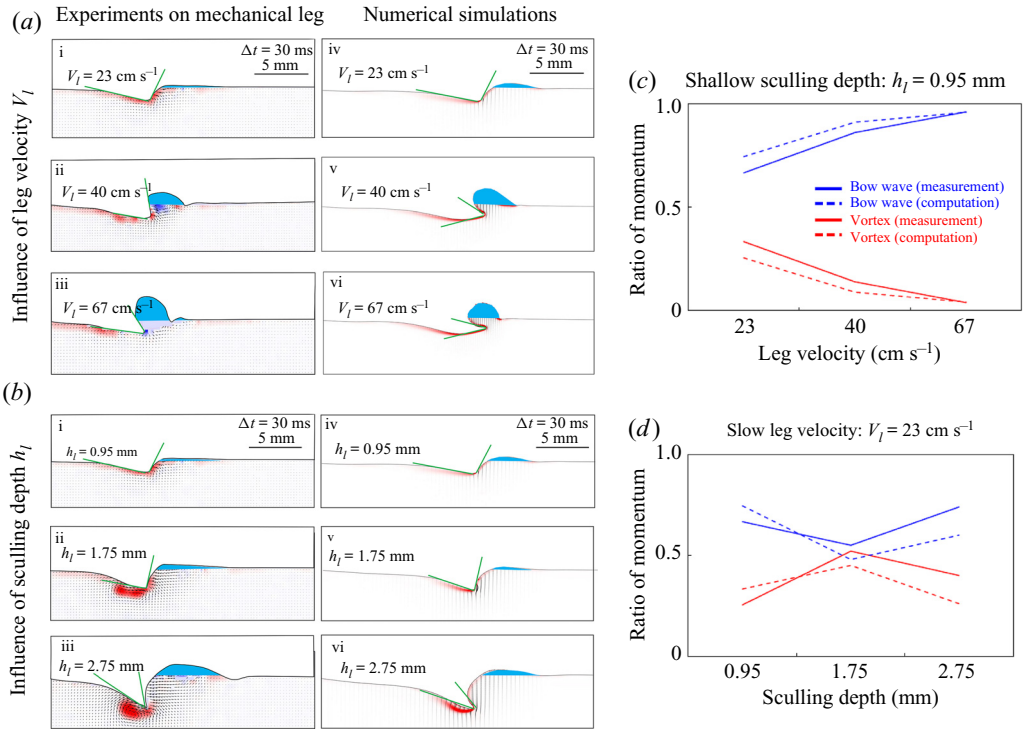 (a)
Experiments on mechanical leg
Numerical simulations
Influence of leg velocity V_l
i
Δt = 30 ms
5 mm
V_l = 23 cm s⁻¹
iv
Δt = 30 ms
5 mm
V_l = 23 cm s⁻¹
ii
V_l = 40 cm s⁻¹
v
V_l = 40 cm s⁻¹
iii
V_l = 67 cm s⁻¹
vi
V_l = 67 cm s⁻¹
(b)
Influence of sculling depth h_l
i
Δt = 30 ms
5 mm
h_l = 0.95 mm
iv
Δt = 30 ms
5 mm
h_l = 0.95 mm
ii
h_l = 1.75 mm
v
h_l = 1.75 mm
iii
h_l = 2.75 mm
vi
h_l = 2.75 mm
(c)
Shallow sculling depth: h_l = 0.95 mm
Ratio of momentum
1.0
0.5
0
Bow wave (measurement)
Bow wave (computation)
Vortex (measurement)
Vortex (computation)
23 40 67
Leg velocity (cm s⁻¹)
(d)
Slow leg velocity: V_l = 23 cm s⁻¹
Ratio of momentum
1.0
0.5
0
0.95 1.75 2.75
Sculling depth (mm)